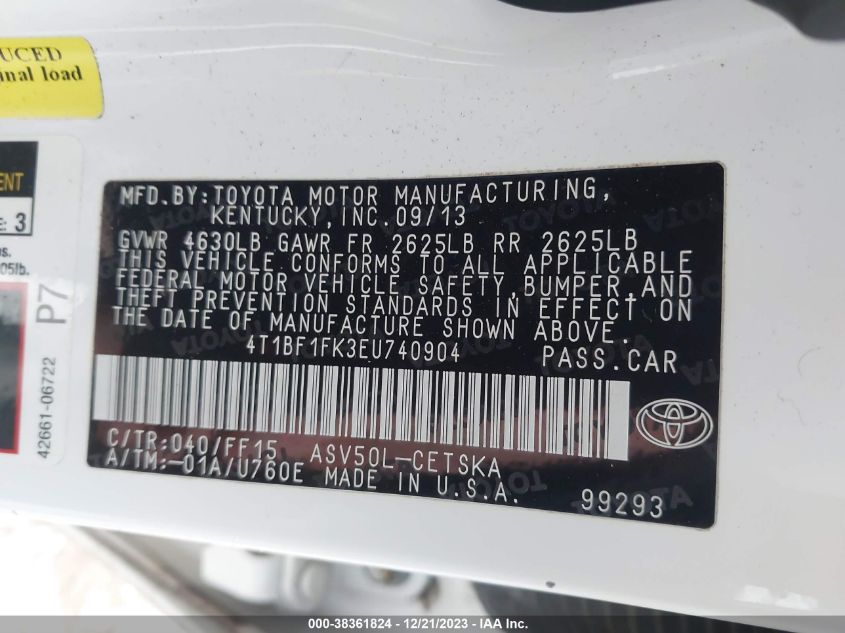 UCED
nal load
ENT
E: 3
os.
05lb.
P7
42661-06722
MFD.BY:TOYOTA MOTOR MANUFACTURING,
KENTUCKY,INC.09/13
GVWR 4630LB GAWR FR 2625LB RR 2625LB
THIS VEHICLE CONFORMS TO ALL APPLICABLE
FEDERAL MOTOR VEHICLE SAFETY,BUMPER,AND
THEFT PREVENTION STANDARDS IN EFFECT ON
THE DATE OF MANUFACTURE SHOWN ABOVE.
4T1BF1FK3EU740904 PASS.CAR
C/TR:040/FF15 ASV50L-CETSKA
A/TM:-01A/U760E MADE IN U.S.A.
99293
000-38361824 - 12/21/2023 - IAA Inc.